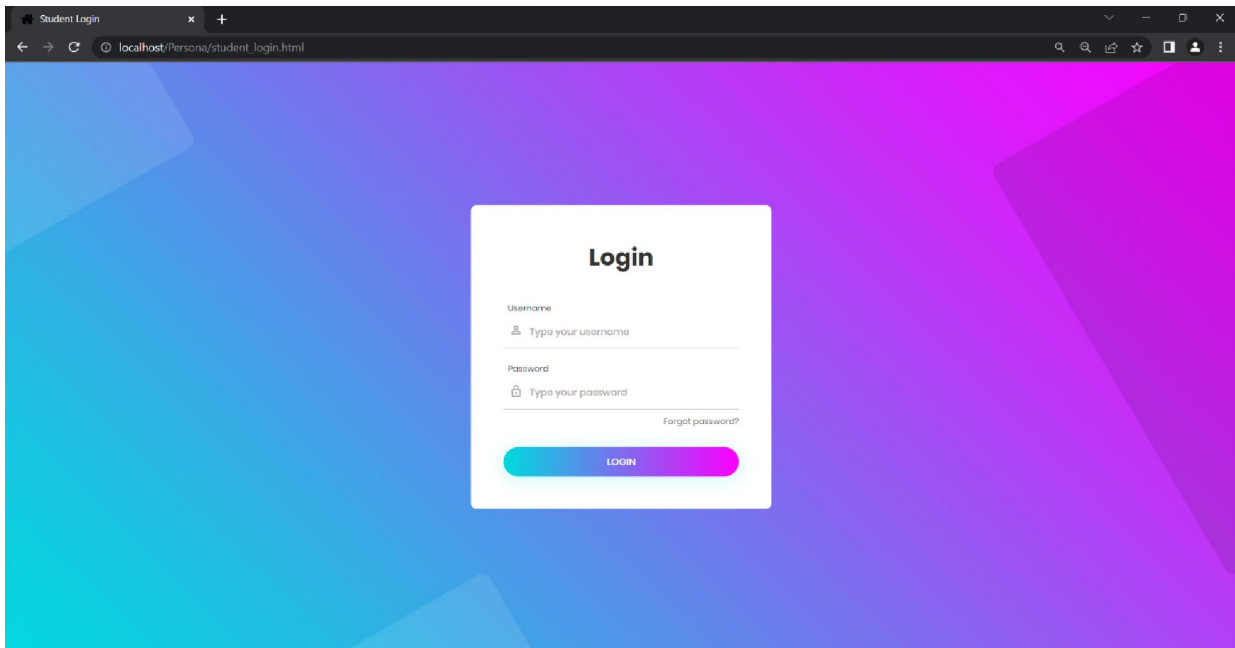 Student Login
localhost/Persona/student_login.html
Login
Username
Type your username
Password
Type your password
Forgot password?
LOGIN